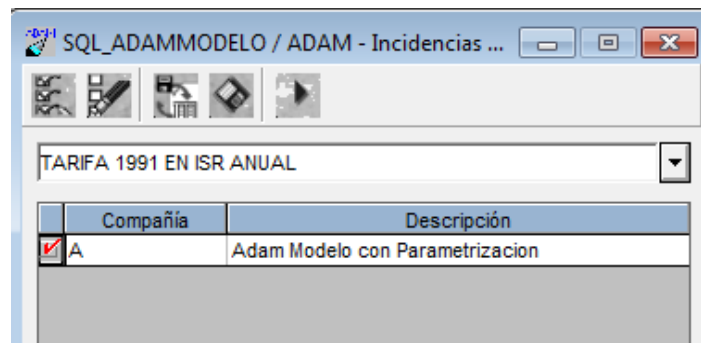 SQL_ADAMMODELO / ADAM - Incidencias ...
TARIFA 1991 EN ISR ANUAL
Compañía Descripción
A Adam Modelo con Parametrizacion